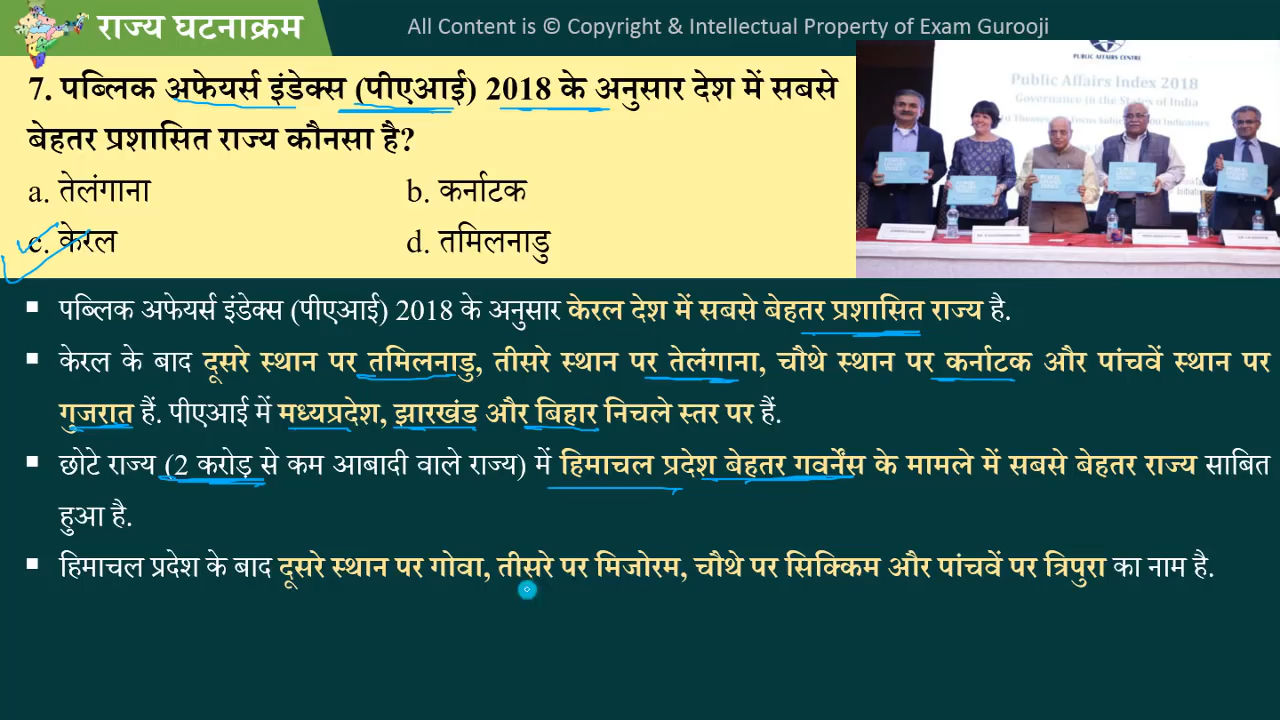 राज्य घटनाक्रम
All Content is © Copyright & Intellectual Property of Exam Gurooji
7. पब्लिक अफेयर्स इंडेक्स (पीएआई) 2018 के अनुसार देश में सबसे
बेहतर प्रशासित राज्य कौनसा है?
a. तेलंगाना
b. कर्नाटक
c. केरल
d. तमिलनाडु
PUBLIC AFFAIRS CENTRE
Public Affairs Index 2018
Governance in the States of India
▪ पब्लिक अफेयर्स इंडेक्स (पीएआई) 2018 के अनुसार केरल देश में सबसे बेहतर प्रशासित राज्य है.
▪ केरल के बाद दूसरे स्थान पर तमिलनाडु, तीसरे स्थान पर तेलंगाना, चौथे स्थान पर कर्नाटक और पांचवें स्थान पर
गुजरात हैं. पीएआई में मध्यप्रदेश, झारखंड और बिहार निचले स्तर पर हैं.
▪ छोटे राज्य (2 करोड़ से कम आबादी वाले राज्य) में हिमाचल प्रदेश बेहतर गवर्नेंस के मामले में सबसे बेहतर राज्य साबित
हुआ है.
▪ हिमाचल प्रदेश के बाद दूसरे स्थान पर गोवा, तीसरे पर मिजोरम, चौथे पर सिक्किम और पांचवें पर त्रिपुरा का नाम है.